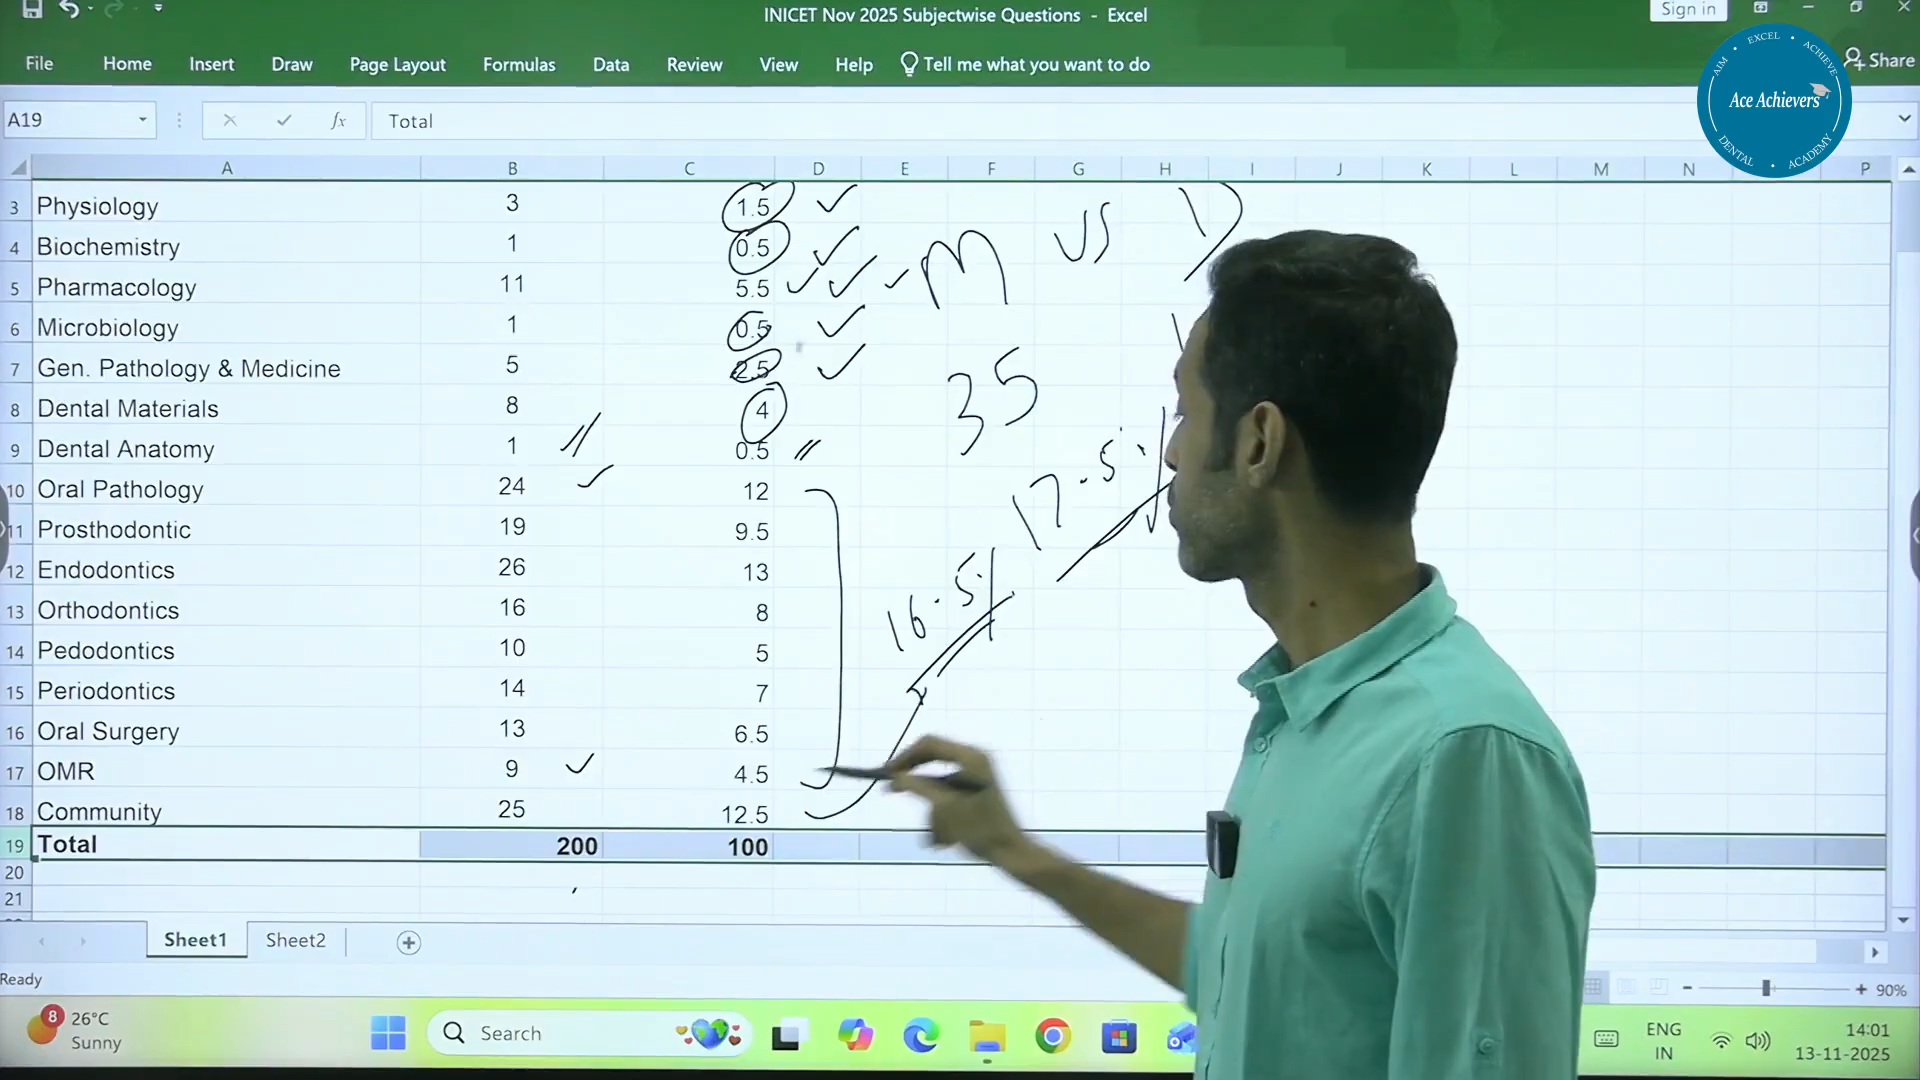 INICET Nov 2025 Subjectwise Questions - Excel
Sign in
File Home Insert Draw Page Layout Formulas Data Review View Help Tell me what you want to do Share
EXCEL • ACHIEVE • ACADEMY • DENTAL • AIM
Ace Achievers
A19 fx Total
A B C D E F G H I J K L M N P
3 Physiology 3 1.5
4 Biochemistry 1 0.5
5 Pharmacology 11 5.5
6 Microbiology 1 0.5
7 Gen. Pathology & Medicine 5 2.5
8 Dental Materials 8 4
9 Dental Anatomy 1 0.5
10 Oral Pathology 24 12
11 Prosthodontic 19 9.5
12 Endodontics 26 13
13 Orthodontics 16 8
14 Pedodontics 10 5
15 Periodontics 14 7
16 Oral Surgery 13 6.5
17 OMR 9 4.5
18 Community 25 12.5
19 Total 200 100
20
21
M vs D
35
17.5%
16.5%
Sheet1 Sheet2
Ready
90%
8
26°C
Sunny
Search
ENG
IN
14:01
13-11-2025